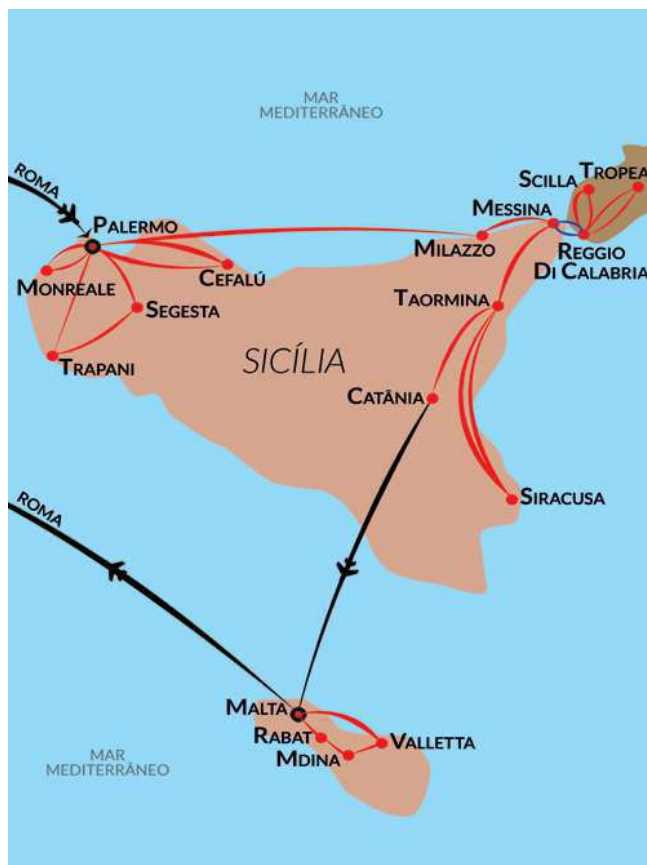 MAR
MEDITERRÂNEO
ROMA
PALERMO
MONREALE
CEFALÚ
SEGESTA
TRAPANI
SCILLA
TROPEA
MESSINA
MILAZZO
REGGIO
DI CALABRIA
TAORMINA
SICÍLIA
CATÂNIA
SIRACUSA
ROMA
MALTA
RABAT
MDINA
VALLETTA
MAR
MEDITERRÂNEO